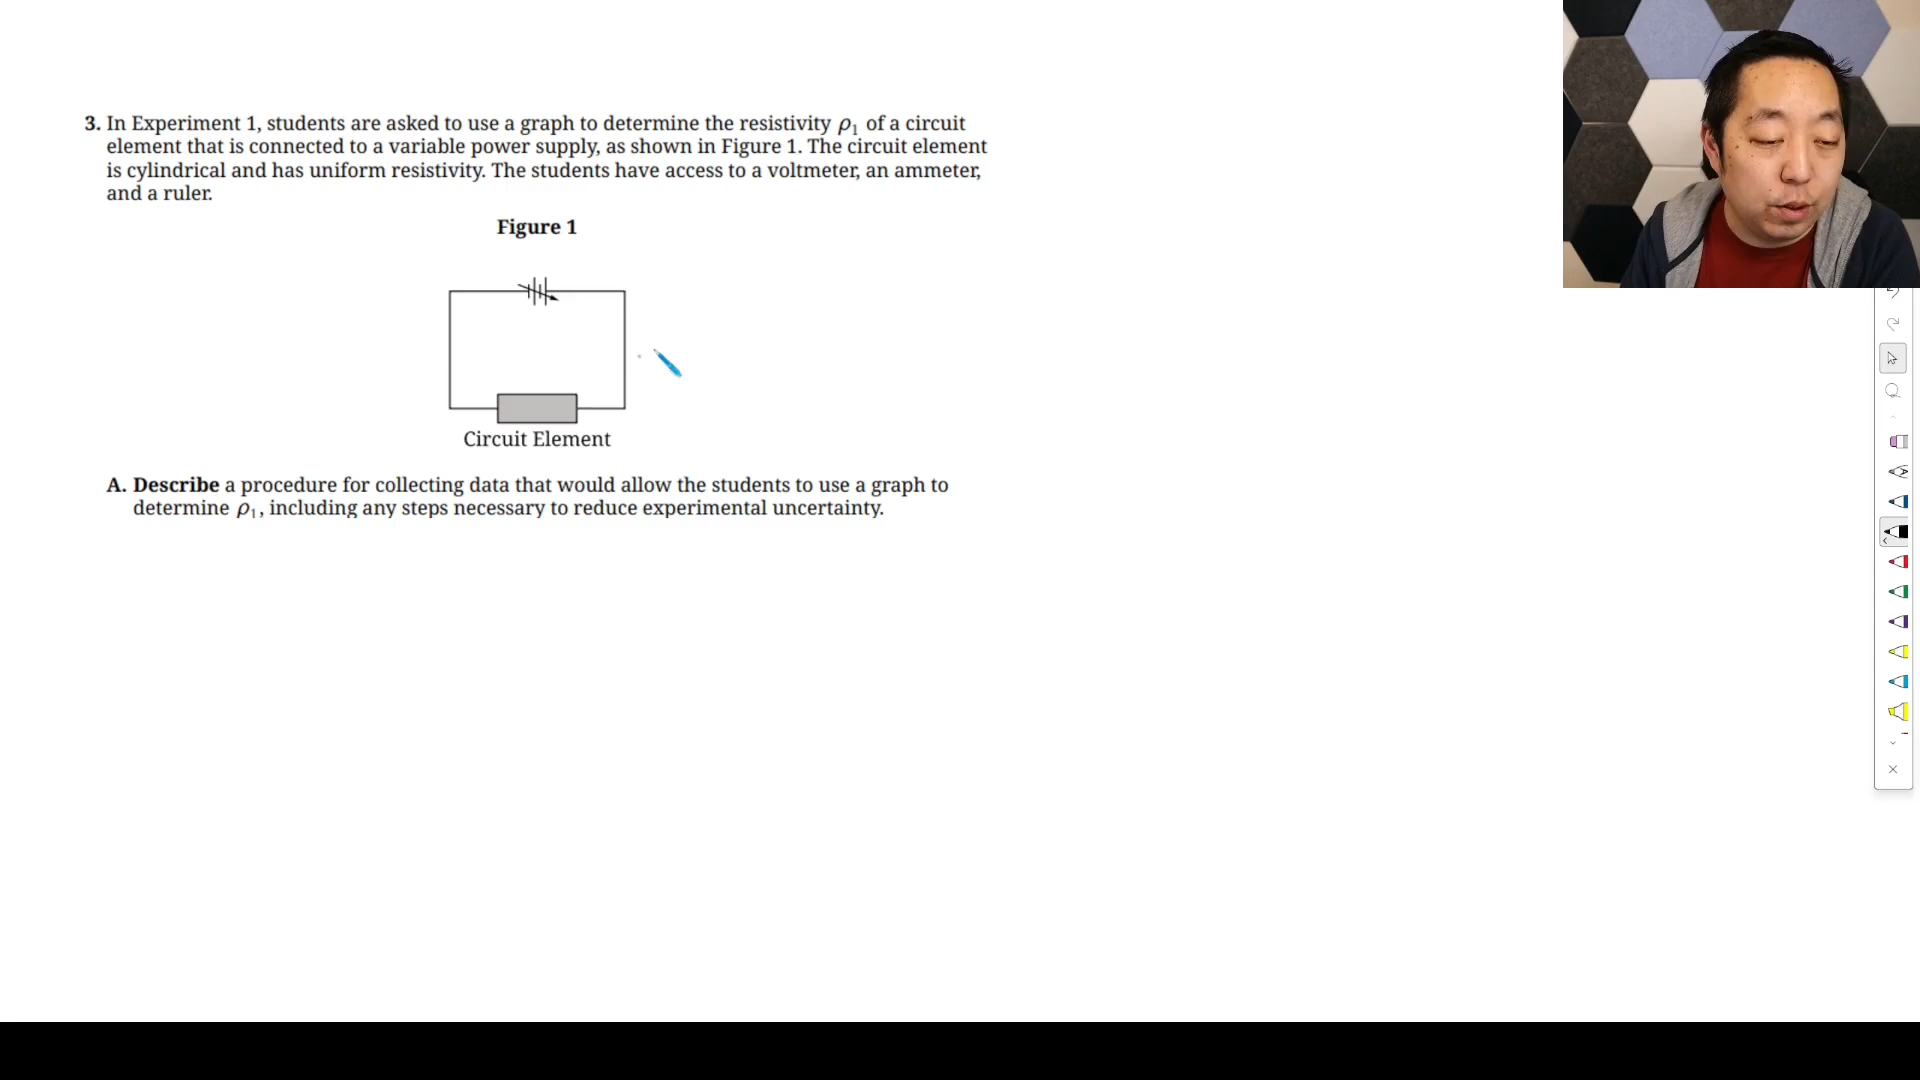 3. In Experiment 1, students are asked to use a graph to determine the resistivity ρ₁ of a circuit
element that is connected to a variable power supply, as shown in Figure 1. The circuit element
is cylindrical and has uniform resistivity. The students have access to a voltmeter, an ammeter,
and a ruler.
Figure 1
Circuit Element
A. Describe a procedure for collecting data that would allow the students to use a graph to
determine ρ₁, including any steps necessary to reduce experimental uncertainty.